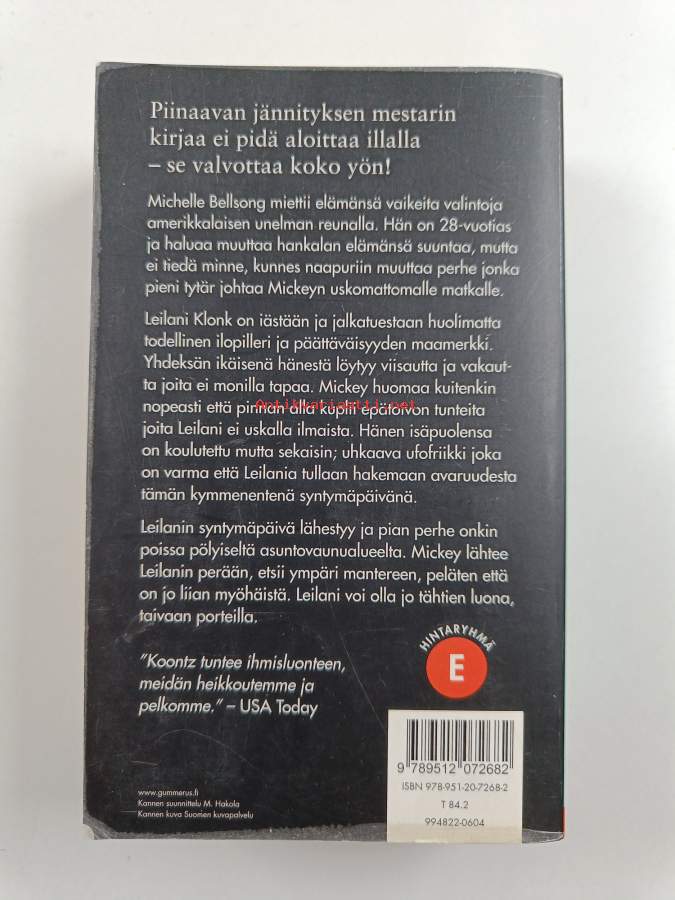 Piinaavan jännityksen mestarin
kirjaa ei pidä aloittaa illalla
– se valvottaa koko yön!
Michelle Bellsong miettii elämänsä vaikeita valintoja
amerikkalaisen unelman reunalla. Hän on 28-vuotias
ja haluaa muuttaa hankalan elämänsä suuntaa, mutta
ei tiedä minne, kunnes naapuriin muuttaa perhe jonka
pieni tytär johtaa Mickeyn uskomattomalle matkalle.
Leilani Klonk on iästään ja jalkatuestaan huolimatta
todellinen ilopilleri ja päättäväisyyden maamerkki.
Yhdeksän ikäisenä hänestä löytyy viisautta ja vakaut-
ta joita ei monilla tapaa. Mickey huomaa kuitenkin
nopeasti että pinnan alla kuplii epätoivon tunteita
Antikvariaatti.net
joita Leilani ei uskalla ilmaista. Hänen isäpuolensa
on koulutettu mutta sekaisin; uhkaava ufofriikki joka
on varma että Leilania tullaan hakemaan avaruudesta
tämän kymmenentenä syntymäpäivänä.
Leilanin syntymäpäivä lähestyy ja pian perhe onkin
poissa pölyiseltä asuntovaunualueelta. Mickey lähtee
Leilanin perään, etsii ympäri mantereen, peläten että
on jo liian myöhäistä. Leilani voi olla jo tähtien luona,
taivaan porteilla.
"Koontz tuntee ihmisluonteen,
meidän heikkoutemme ja
pelkomme." – USA Today
HINTARYHMÄ
E
9 789512 072682
ISBN 978-951-20-7268-2
T 84.2
994822-0604
www.gummerus.fi
Kannen suunnittelu M. Hakola
Kannen kuva Suomen kuvapalvelu